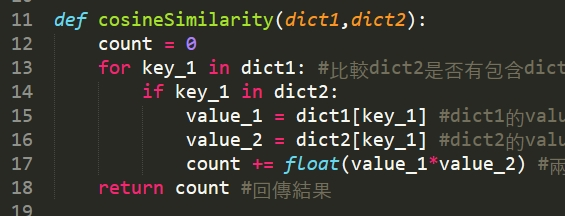 11 def cosineSimilarity(dict1,dict2):
12 count = 0
13 for key_1 in dict1: #比較dict2是否有包含dict
14 if key_1 in dict2:
15 value_1 = dict1[key_1] #dict1的valu
16 value_2 = dict2[key_1] #dict2的valu
17 count += float(value_1*value_2) #兩
18 return count #回傳結果
19